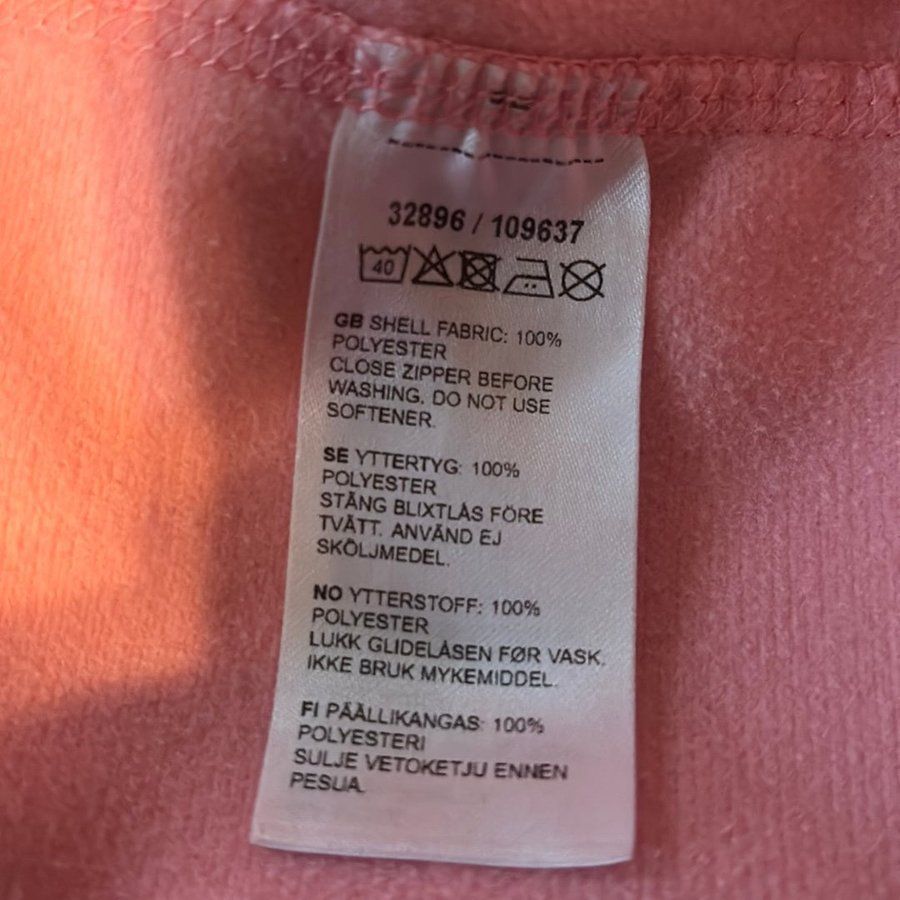 32896 / 109637
40
GB SHELL FABRIC: 100%
POLYESTER
CLOSE ZIPPER BEFORE
WASHING. DO NOT USE
SOFTENER.
SE YTTERTYG: 100%
POLYESTER
STÄNG BLIXTLÅS FÖRE
TVÄTT. ANVÄND EJ
SKÖLJMEDEL.
NO YTTERSTOFF: 100%
POLYESTER
LUKK GLIDELÅSEN FØR VASK.
IKKE BRUK MYKEMIDDEL.
FI PÄÄLLIKANGAS: 100%
POLYESTERI
SULJE VETOKETJU ENNEN
PESUA.